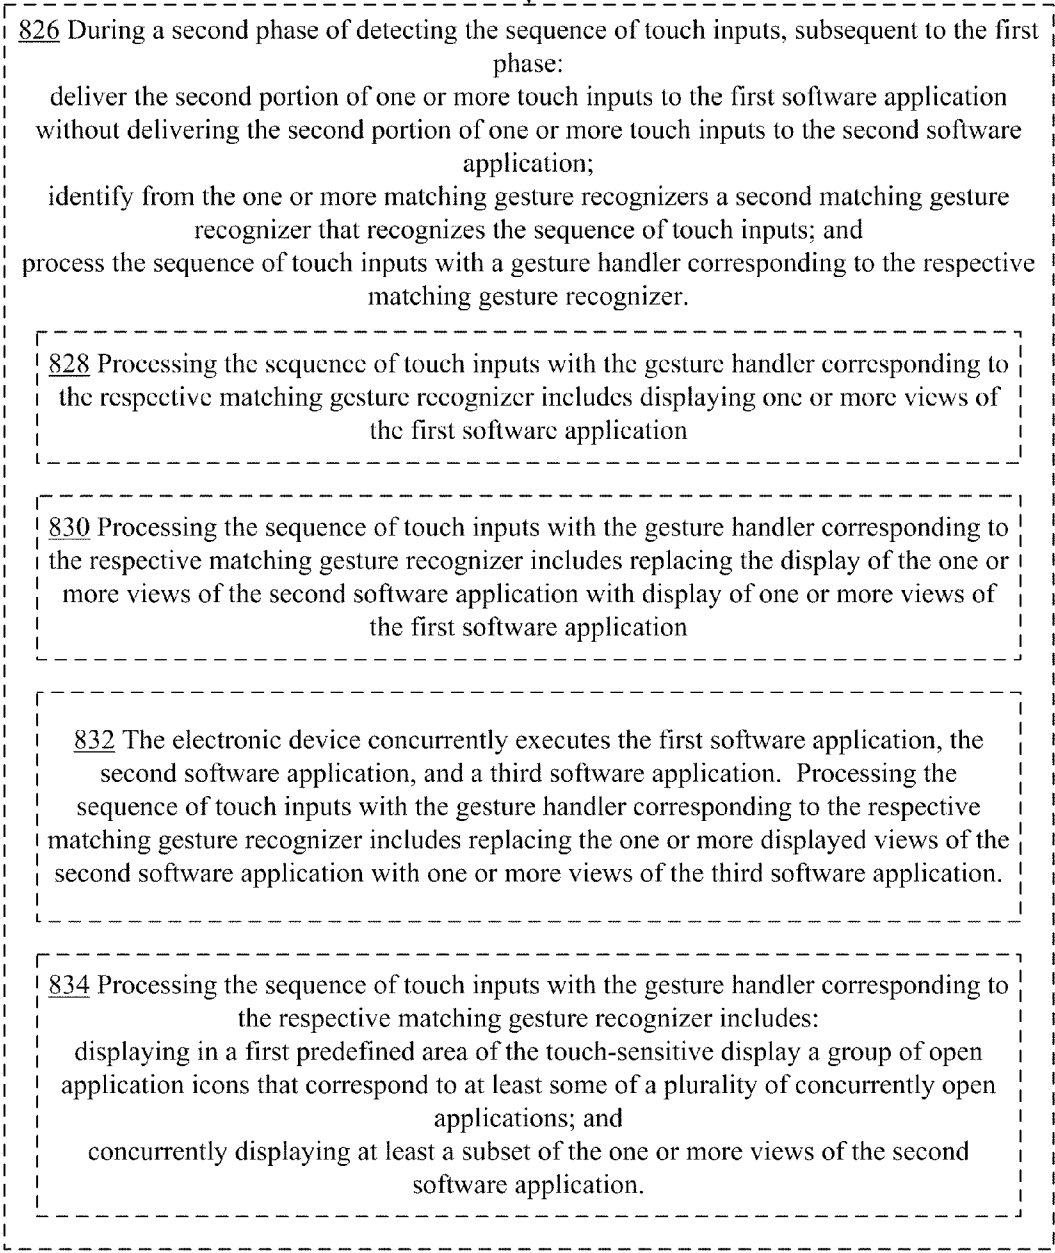 826 During a second phase of detecting the sequence of touch inputs, subsequent to the first
phase:
deliver the second portion of one or more touch inputs to the first software application
without delivering the second portion of one or more touch inputs to the second software
application;
identify from the one or more matching gesture recognizers a second matching gesture
recognizer that recognizes the sequence of touch inputs; and
process the sequence of touch inputs with a gesture handler corresponding to the respective
matching gesture recognizer.
828 Processing the sequence of touch inputs with the gesture handler corresponding to
the respective matching gesture recognizer includes displaying one or more views of
the first software application
830 Processing the sequence of touch inputs with the gesture handler corresponding to
the respective matching gesture recognizer includes replacing the display of the one or
more views of the second software application with display of one or more views of
the first software application
832 The electronic device concurrently executes the first software application, the
second software application, and a third software application. Processing the
sequence of touch inputs with the gesture handler corresponding to the respective
matching gesture recognizer includes replacing the one or more displayed views of the
second software application with one or more views of the third software application.
834 Processing the sequence of touch inputs with the gesture handler corresponding to
the respective matching gesture recognizer includes:
displaying in a first predefined area of the touch-sensitive display a group of open
application icons that correspond to at least some of a plurality of concurrently open
applications; and
concurrently displaying at least a subset of the one or more views of the second
software application.